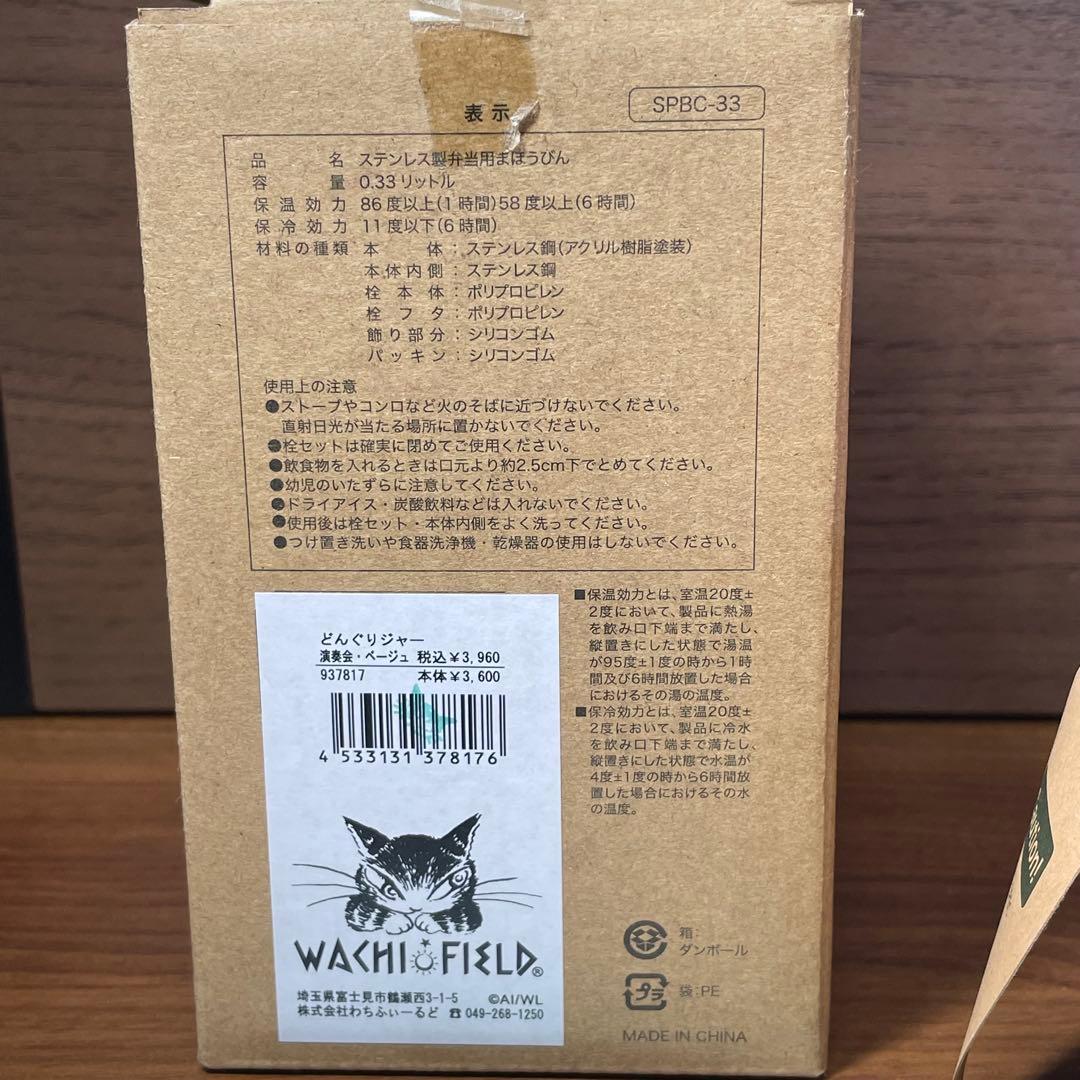 表示
SPBC-33
品名 ステンレス製弁当用まほうびん
容量 0.33リットル
保温効力 86度以上(1時間)58度以上(6時間)
保冷効力 11度以下(6時間)
材料の種類 本体：ステンレス鋼(アクリル樹脂塗装)
本体内側：ステンレス鋼
栓本体：ポリプロピレン
栓フタ：ポリプロピレン
飾り部分：シリコンゴム
パッキン：シリコンゴム
使用上の注意
●ストーブやコンロなど火のそばに近づけないでください。
直射日光が当たる場所に置かないでください。
●栓セットは確実に閉めてご使用ください。
●飲食物を入れるときは口元より約2.5cm下でとめてください。
●幼児のいたずらに注意してください。
●ドライアイス・炭酸飲料などは入れないでください。
●使用後は栓セット・本体内側をよく洗ってください。
●つけ置き洗いや食器洗浄機・乾燥器の使用はしないでください。
■保温効力とは、室温20度±
2度において、製品に熱湯
を飲み口下端まで満たし、
縦置きにした状態で湯温
が95度±1度の時から1時
間及び6時間放置した場合
におけるその湯の温度。
■保冷効力とは、室温20度±
2度において、製品に冷水
を飲み口下端まで満たし、
縦置きにした状態で水温が
4度±1度の時から6時間放
置した場合におけるその水
の温度。
どんぐりジャー
演奏会・ベージュ 税込￥3,960
937817 本体￥3,600
4 533131 378176
WACHI FIELD®
埼玉県富士見市鶴瀬西3-1-5 ©AI/WL
株式会社わちふぃーるど ☎049-268-1250
箱：
ダンボール
プラ 袋：PE
MADE IN CHINA